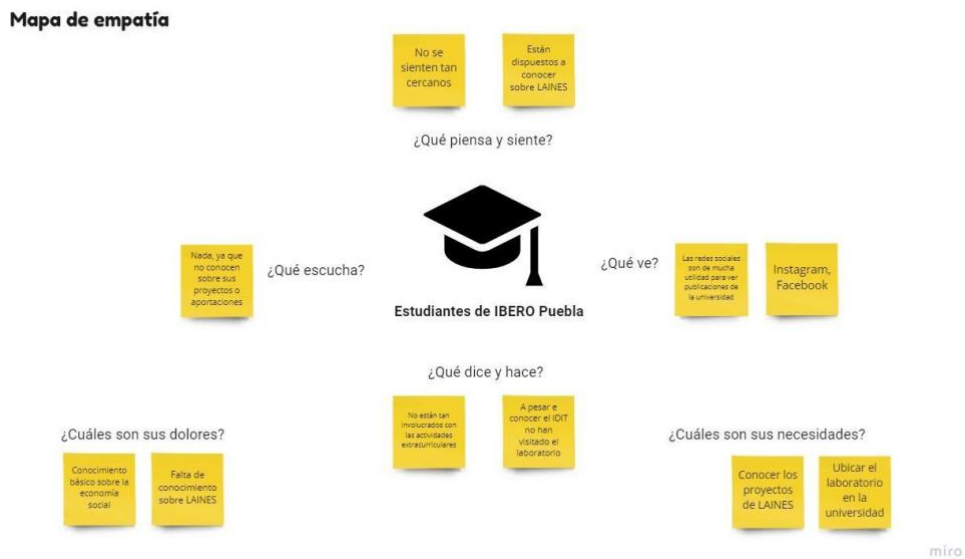 Mapa de empatía
No se
sienten tan
cercanos
Están
dispuestos a
conocer
sobre LAINES
¿Qué piensa y siente?
Nada, ya que
no conocen
sobre sus
proyectos o
aportaciones
¿Qué escucha?
Estudiantes de IBERO Puebla
¿Qué ve?
Las redes sociales
son de mucha
utilidad para ver
publicaciones de
la universidad
Instagram,
Facebook
¿Qué dice y hace?
No están tan
involucrados con
las actividades
extracurriculares
A pesar e
conocer el IDIT
no han
visitado el
laboratorio
¿Cuáles son sus dolores?
Conocimiento
básico sobre la
economía
social
Falta de
conocimiento
sobre LAINES
¿Cuáles son sus necesidades?
Conocer los
proyectos
de LAINES
Ubicar el
laboratorio
en la
universidad
miro